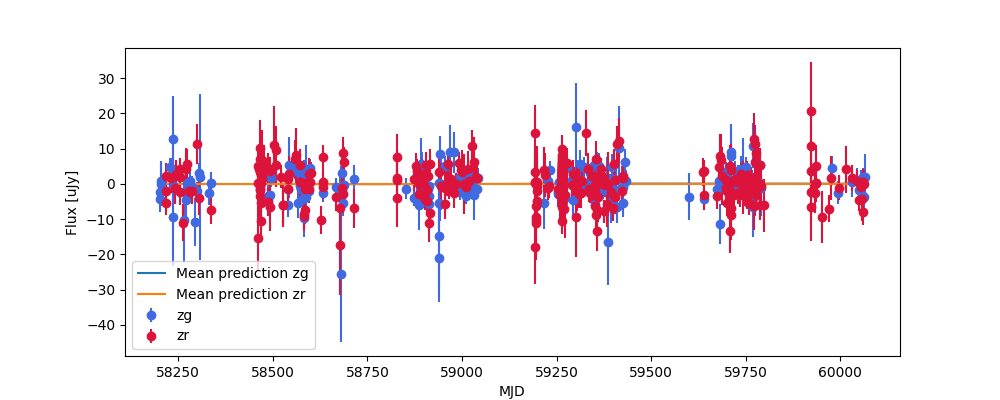 30
20
10
0
−10
−20
−30
−40
Flux [uJy]
Mean prediction zg
Mean prediction zr
zg
zr
58250 58500 58750 59000 59250 59500 59750 60000
MJD